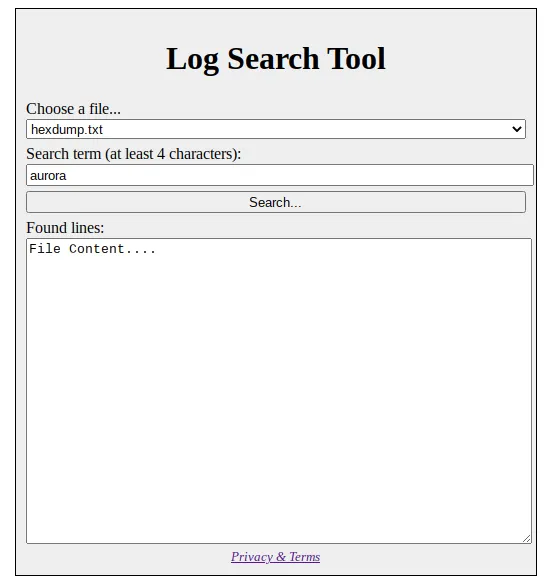 Log Search Tool
Choose a file...
hexdump.txt
Search term (at least 4 characters):
aurora
Search...
Found lines:
File Content....
Privacy & Terms